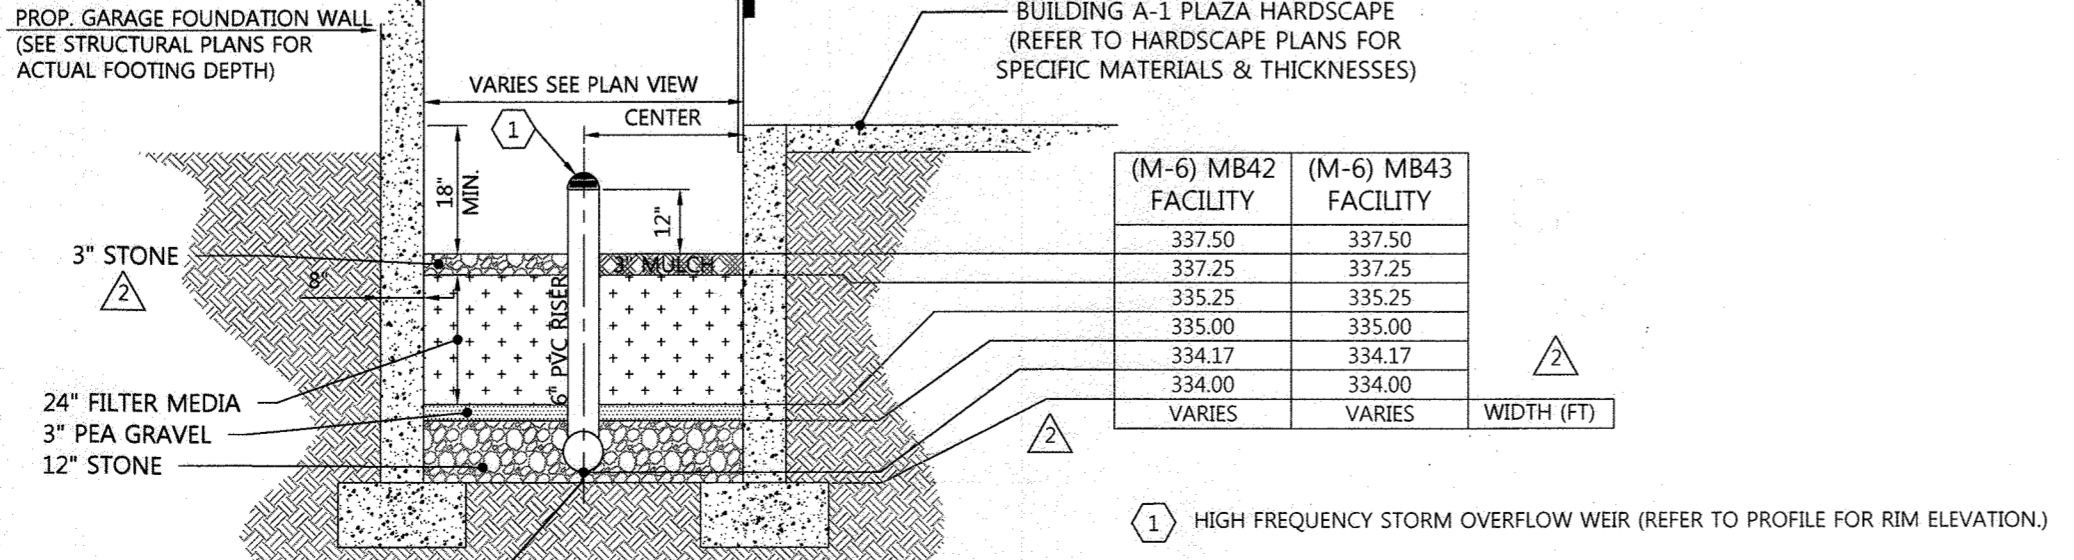 PROP. GARAGE FOUNDATION WALL
(SEE STRUCTURAL PLANS FOR
ACTUAL FOOTING DEPTH)
BUILDING A-1 PLAZA HARDSCAPE
(REFER TO HARDSCAPE PLANS FOR
SPECIFIC MATERIALS & THICKNESSES)
VARIES SEE PLAN VIEW
CENTER
1
18"
MIN.
12"
3" STONE
2
8"
3" MULCH
6" PVC RISER
24" FILTER MEDIA
3" PEA GRAVEL
12" STONE
(M-6) MB42 (M-6) MB43
FACILITY FACILITY
337.50 337.50
337.25 337.25
335.25 335.25
335.00 335.00
334.17 334.17
334.00 334.00
VARIES VARIES WIDTH (FT)
2
2
1 HIGH FREQUENCY STORM OVERFLOW WEIR (REFER TO PROFILE FOR RIM ELEVATION.)